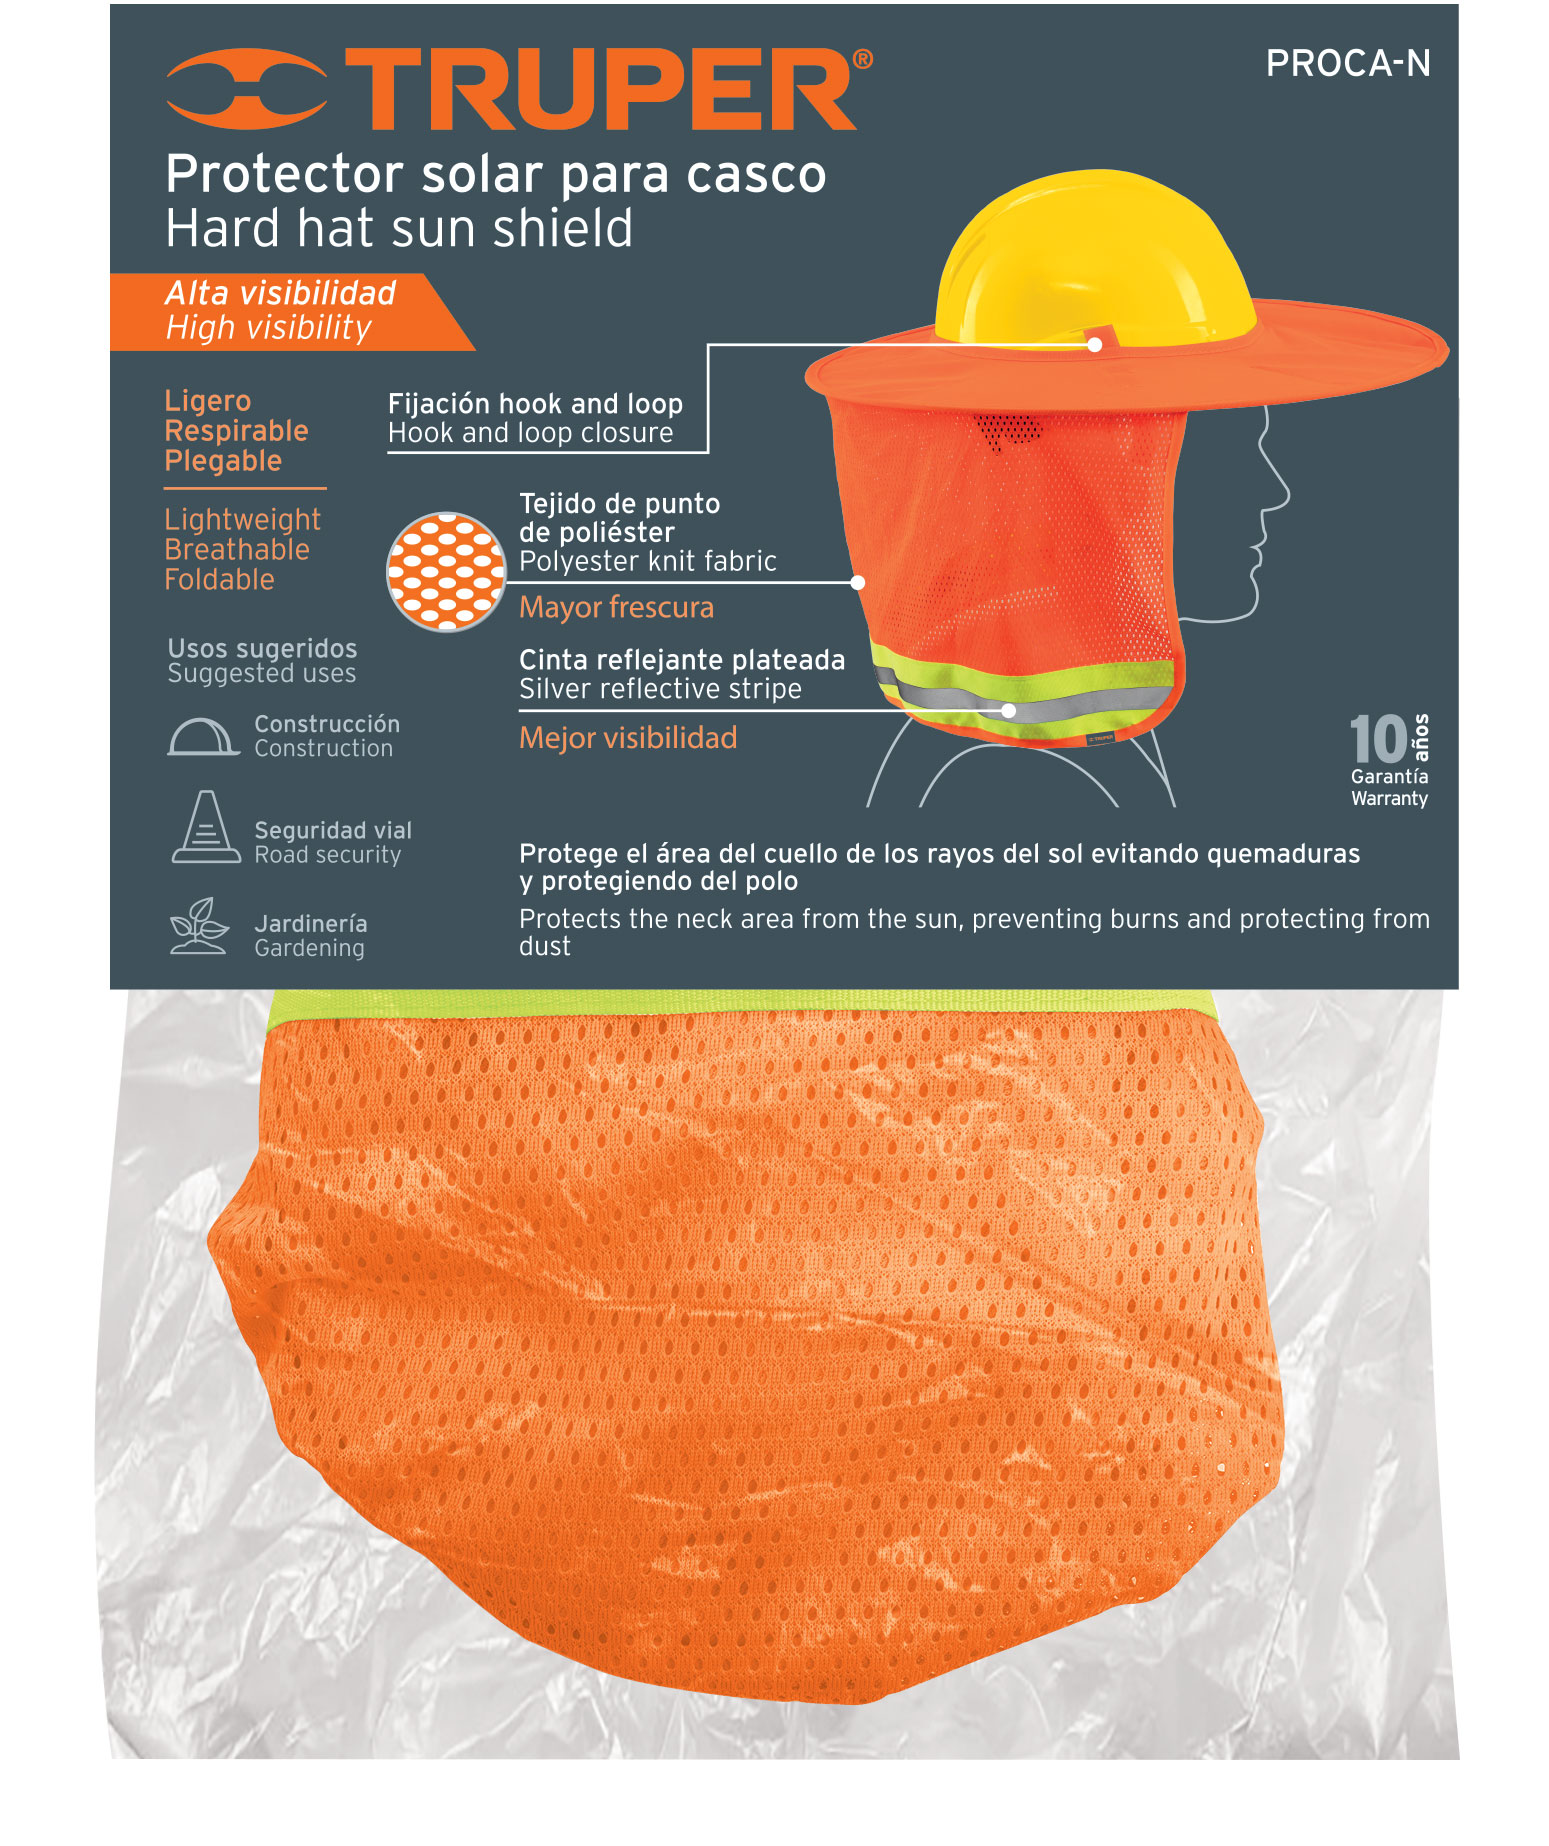 TRUPER®
PROCA-N
Protector solar para casco
Hard hat sun shield
Alta visibilidad
High visibility
Ligero
Respirable
Plegable
Lightweight
Breathable
Foldable
Fijación hook and loop
Hook and loop closure
Tejido de punto
de poliéster
Polyester knit fabric
Mayor frescura
Cinta reflejante plateada
Silver reflective stripe
Mejor visibilidad
TRUPER
Usos sugeridos
Suggested uses
Construcción
Construction
Seguridad vial
Road security
Jardinería
Gardening
10 años
Garantía
Warranty
Protege el área del cuello de los rayos del sol evitando quemaduras
y protegiendo del polo
Protects the neck area from the sun, preventing burns and protecting from
dust